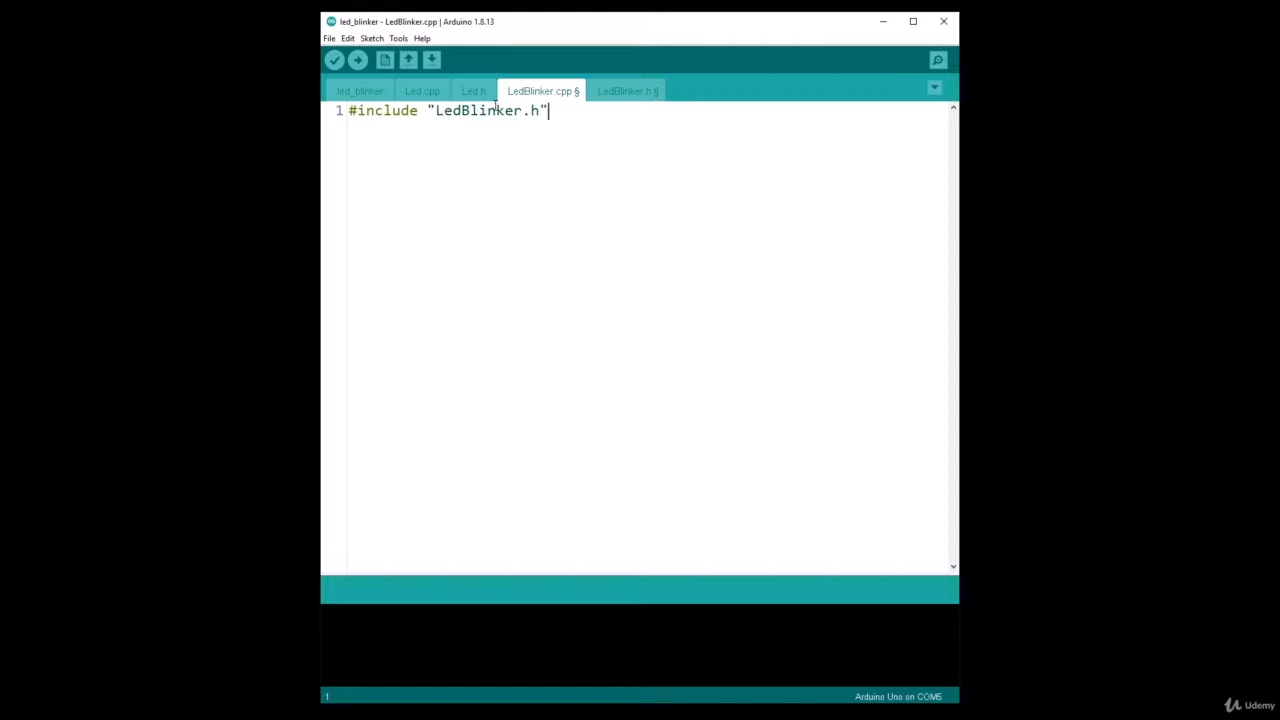 led_blinker - LedBlinker.cpp | Arduino 1.8.13
File Edit Sketch Tools Help
led_blinker Led.cpp Led.h LedBlinker.cpp § LedBlinker.h §
1 #include "LedBlinker.h"
1 Arduino Uno on COM5
Udemy